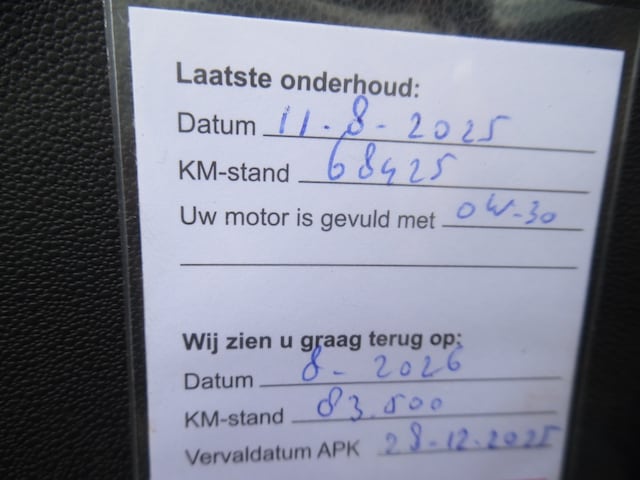 Laatste onderhoud:
Datum 11-8-2025
KM-stand 68425
Uw motor is gevuld met 0W-30
Wij zien u graag terug op:
Datum 8-2026
KM-stand 83.500
Vervaldatum APK 28-12-2025